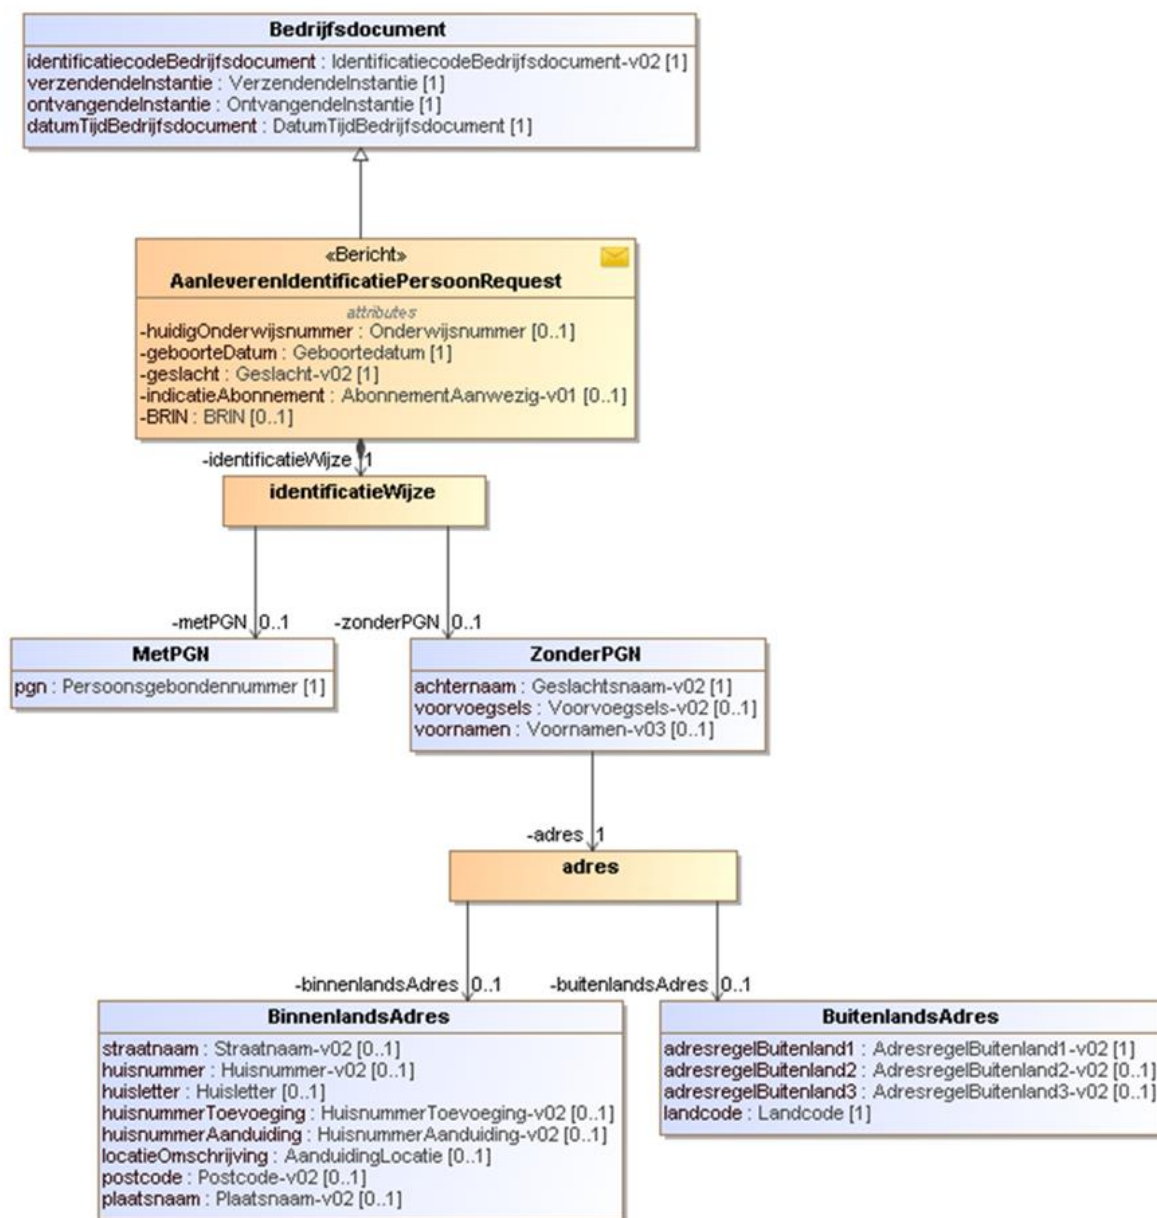 Bedrijfsdocument
identificatiecodeBedrijfsdocument : IdentificatiecodeBedrijfsdocument-v02 [1]
verzendendeInstantie : VerzendendeInstantie [1]
ontvangendeInstantie : OntvangendeInstantie [1]
datumTijdBedrijfsdocument : DatumTijdBedrijfsdocument [1]
«Bericht»
AanleverenIdentificatiePersoonRequest
attributes
-huidigOnderwijsnummer : Onderwijsnummer [0..1]
-geboorteDatum : Geboortedatum [1]
-geslacht : Geslacht-v02 [1]
-indicatieAbonnement : AbonnementAanwezig-v01 [0..1]
-BRIN : BRIN [0..1]
-identificatieWijze 1
identificatieWijze
-metPGN 0..1 -zonderPGN 0..1
MetPGN
pgn : Persoonsgebondennummer [1]
ZonderPGN
achternaam : Geslachtsnaam-v02 [1]
voorvoegsels : Voorvoegsels-v02 [0..1]
voornamen : Voornamen-v03 [0..1]
-adres 1
adres
-binnenlandsAdres 0..1 -buitenlandsAdres 0..1
BinnenlandsAdres
straatnaam : Straatnaam-v02 [0..1]
huisnummer : Huisnummer-v02 [0..1]
huisletter : Huisletter [0..1]
huisnummerToevoeging : HuisnummerToevoeging-v02 [0..1]
huisnummerAanduiding : HuisnummerAanduiding-v02 [0..1]
locatieOmschrijving : AanduidingLocatie [0..1]
postcode : Postcode-v02 [0..1]
plaatsnaam : Plaatsnaam-v02 [0..1]
BuitenlandsAdres
adresregelBuitenland1 : AdresregelBuitenland1-v02 [1]
adresregelBuitenland2 : AdresregelBuitenland2-v02 [0..1]
adresregelBuitenland3 : AdresregelBuitenland3-v02 [0..1]
landcode : Landcode [1]